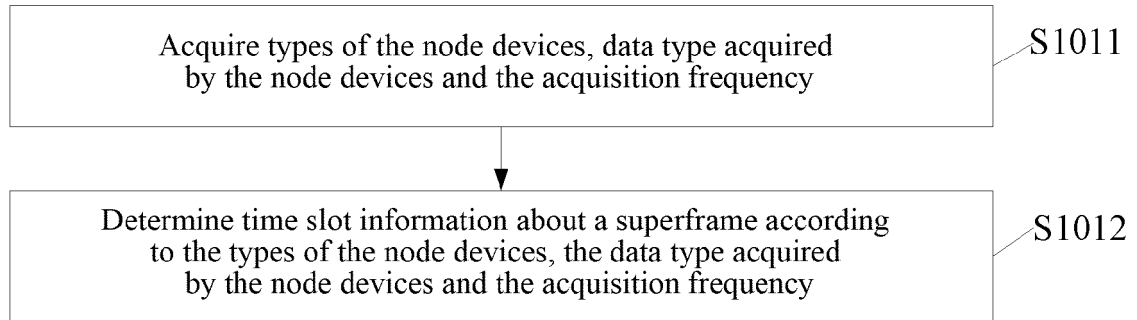 Acquire types of the node devices, data type acquired
by the node devices and the acquisition frequency
S1011
Determine time slot information about a superframe according
to the types of the node devices, the data type acquired
by the node devices and the acquisition frequency
S1012